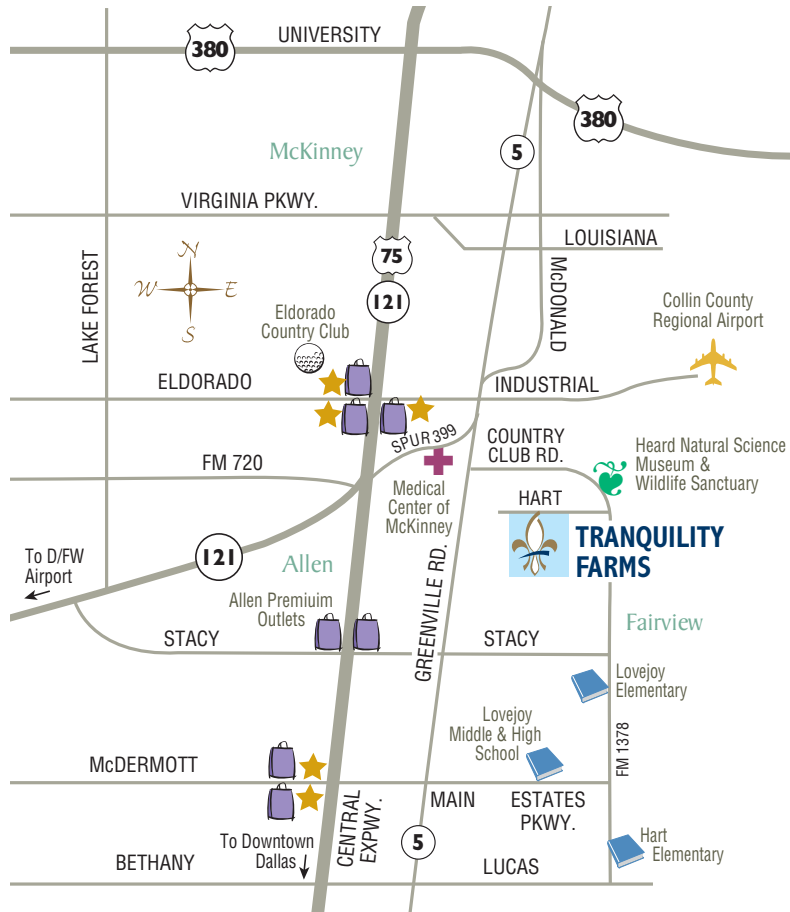 UNIVERSITY
380
380
5
McKinney
VIRGINIA PKWY.
LOUISIANA
75
LAKE FOREST
N
W E
S
McDONALD
121
Eldorado
Country Club
Collin County
Regional Airport
ELDORADO
INDUSTRIAL
SPUR 399
COUNTRY
CLUB RD.
Heard Natural Science
Museum &
Wildlife Sanctuary
FM 720
Medical
Center of
McKinney
HART
TRANQUILITY
FARMS
121
To D/FW
Airport
Allen
GREENVILLE RD.
Allen Premiuim
Outlets
Fairview
STACY
STACY
Lovejoy
Elementary
Lovejoy
Middle & High
School
FM 1378
McDERMOTT
MAIN
ESTATES
PKWY.
CENTRAL
EXPWY.
To Downtown
Dallas
5
Hart
Elementary
BETHANY
LUCAS